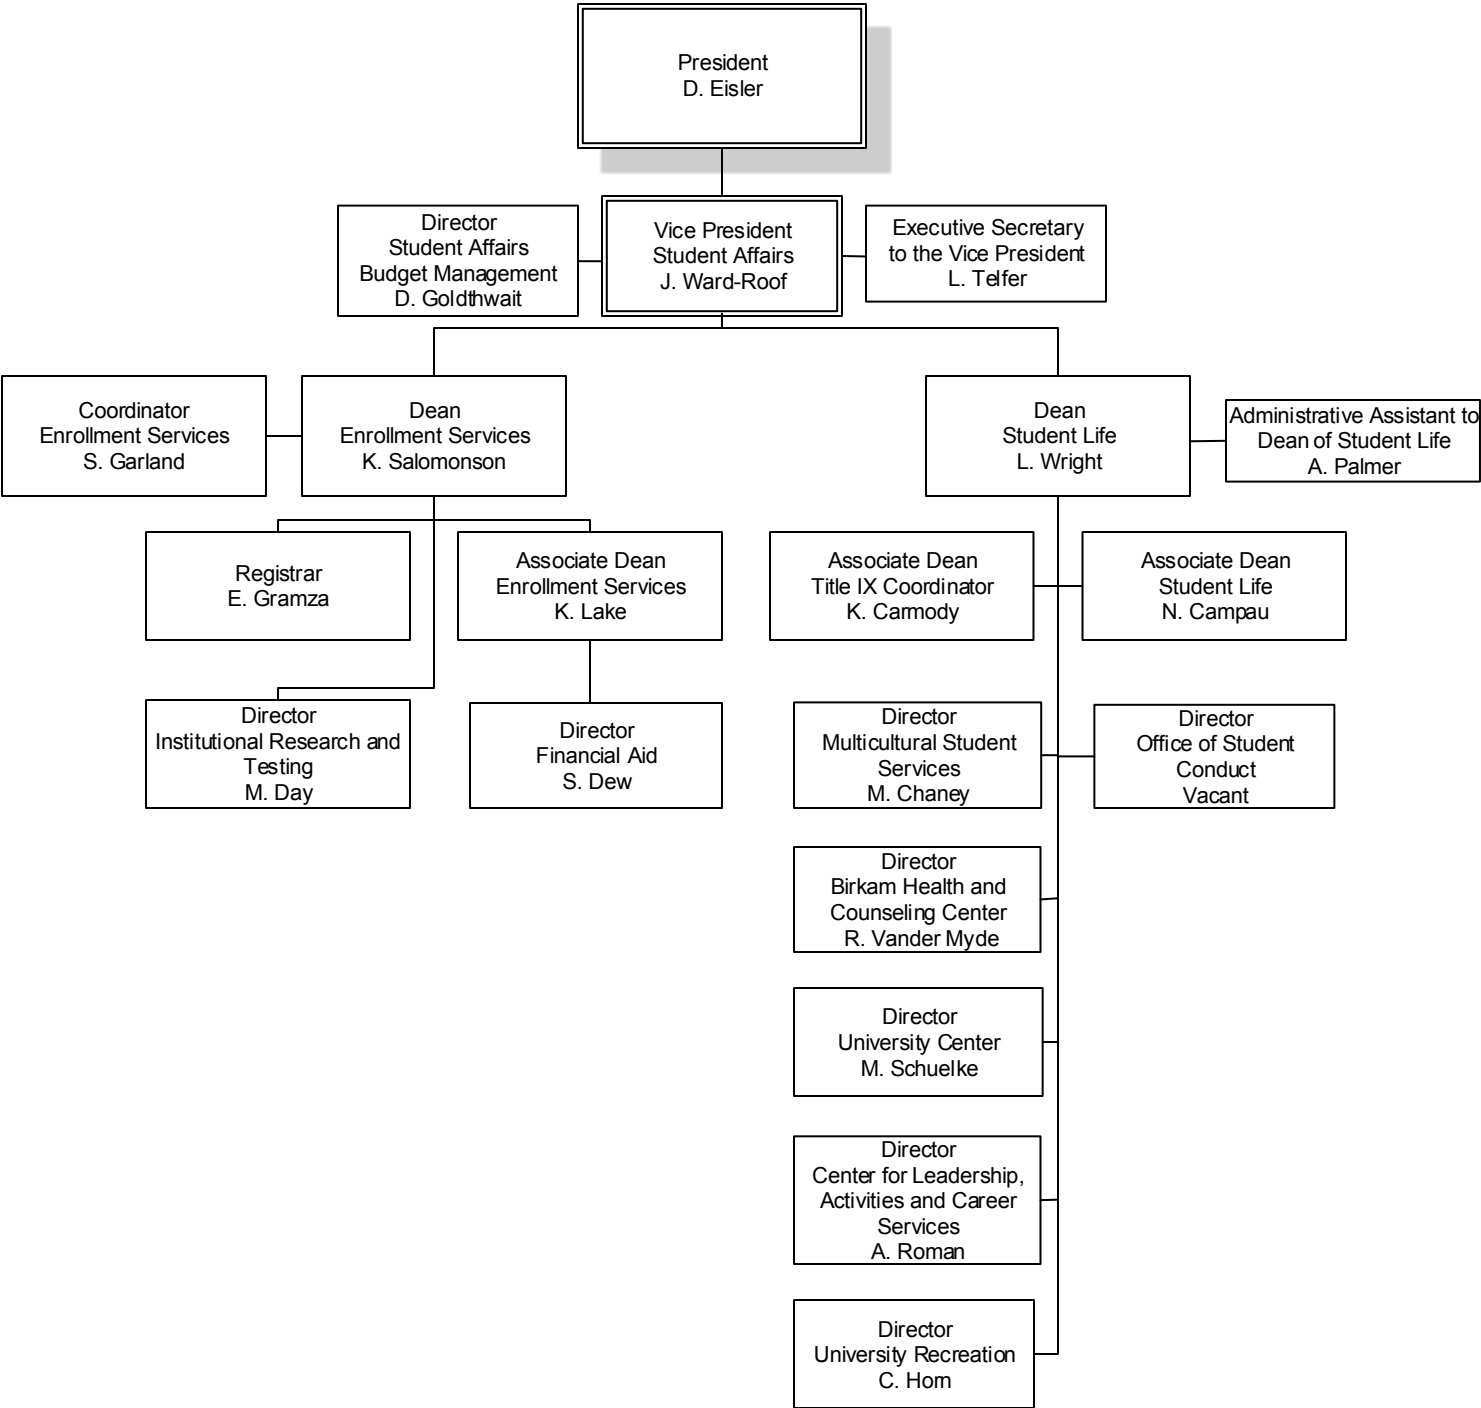 President
D. Eisler
Director
Student Affairs
Budget Management
D. Goldthwait
Vice President
Student Affairs
J. Ward-Roof
Executive Secretary
to the Vice President
L. Telfer
Coordinator
Enrollment Services
S. Garland
Dean
Enrollment Services
K. Salomonson
Dean
Student Life
L. Wright
Administrative Assistant to
Dean of Student Life
A. Palmer
Registrar
E. Gramza
Associate Dean
Enrollment Services
K. Lake
Associate Dean
Title IX Coordinator
K. Carmody
Associate Dean
Student Life
N. Campau
Director
Institutional Research and
Testing
M. Day
Director
Financial Aid
S. Dew
Director
Multicultural Student
Services
M. Chaney
Director
Office of Student
Conduct
Vacant
Director
Birkam Health and
Counseling Center
R. Vander Myde
Director
University Center
M. Schuelke
Director
Center for Leadership,
Activities and Career
Services
A. Roman
Director
University Recreation
C. Horn